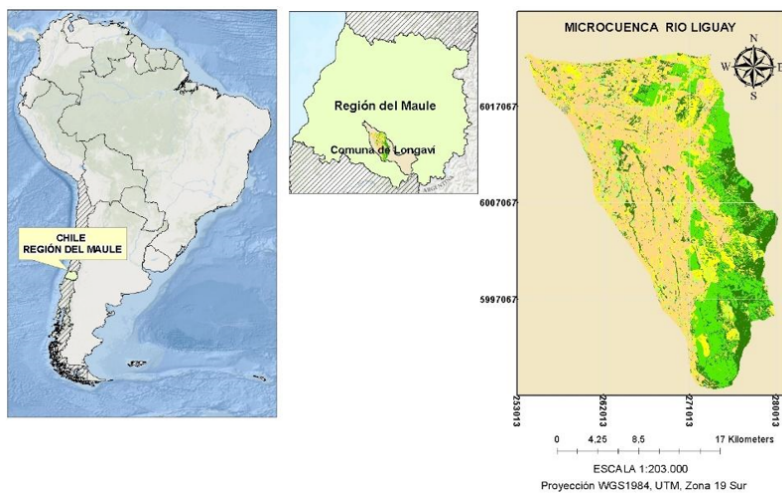 CHILE
REGIÓN DEL MAULE
Región del Maule
Comuna de Longaví
ARGENTINA
MICROCUENCA RIO LIGUAY
N
W
E
S
6017067
6007067
5997067
253013
262013
271013
280013
0 4,25 8,5 17 Kilometers
ESCALA 1:203.000
Proyección WGS1984, UTM, Zona 19 Sur